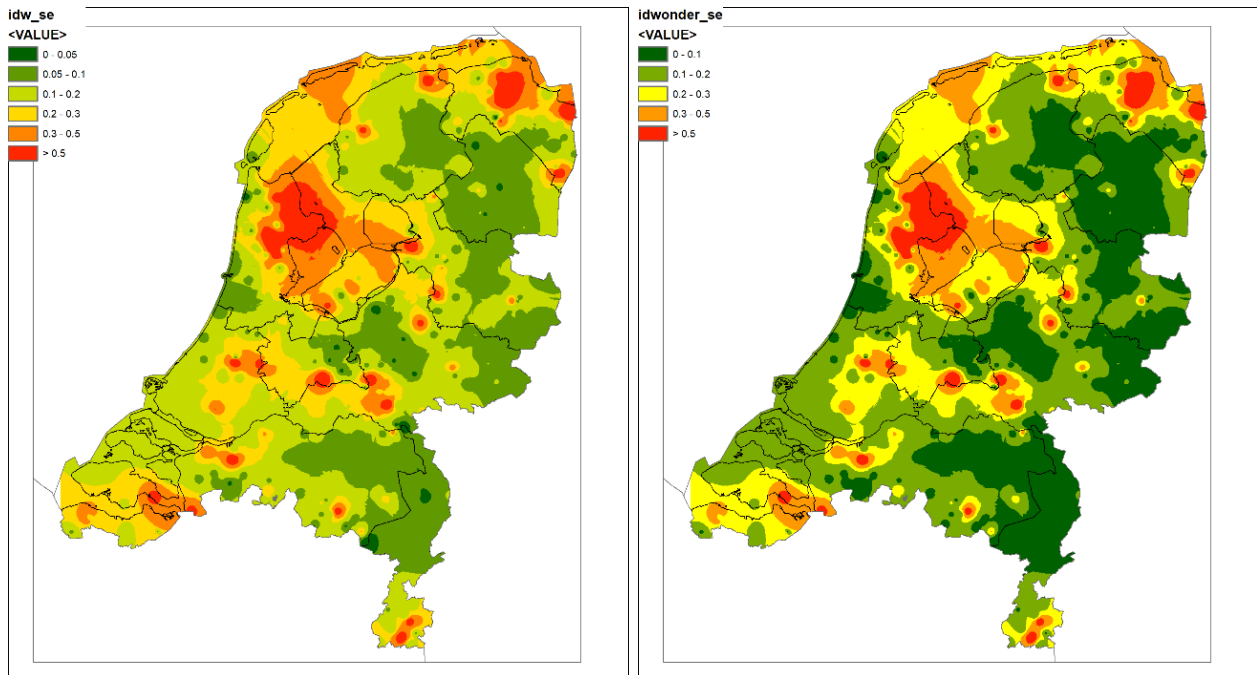 idw_se
<VALUE>
0 - 0.05
0.05 - 0.1
0.1 - 0.2
0.2 - 0.3
0.3 - 0.5
> 0.5
idwonder_se
<VALUE>
0 - 0.1
0.1 - 0.2
0.2 - 0.3
0.3 - 0.5
> 0.5